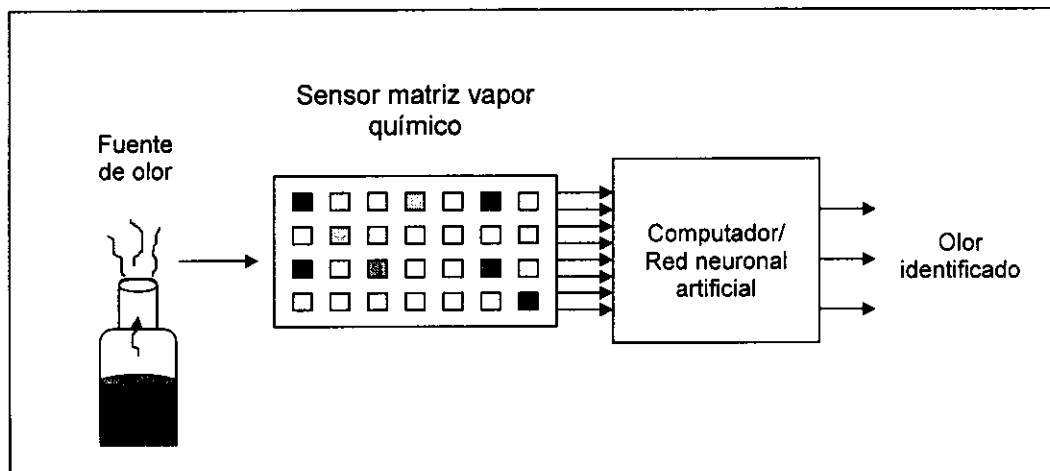 Sensor matriz vapor
químico
Fuente
de olor
Computador/
Red neuronal
artificial
Olor
identificado